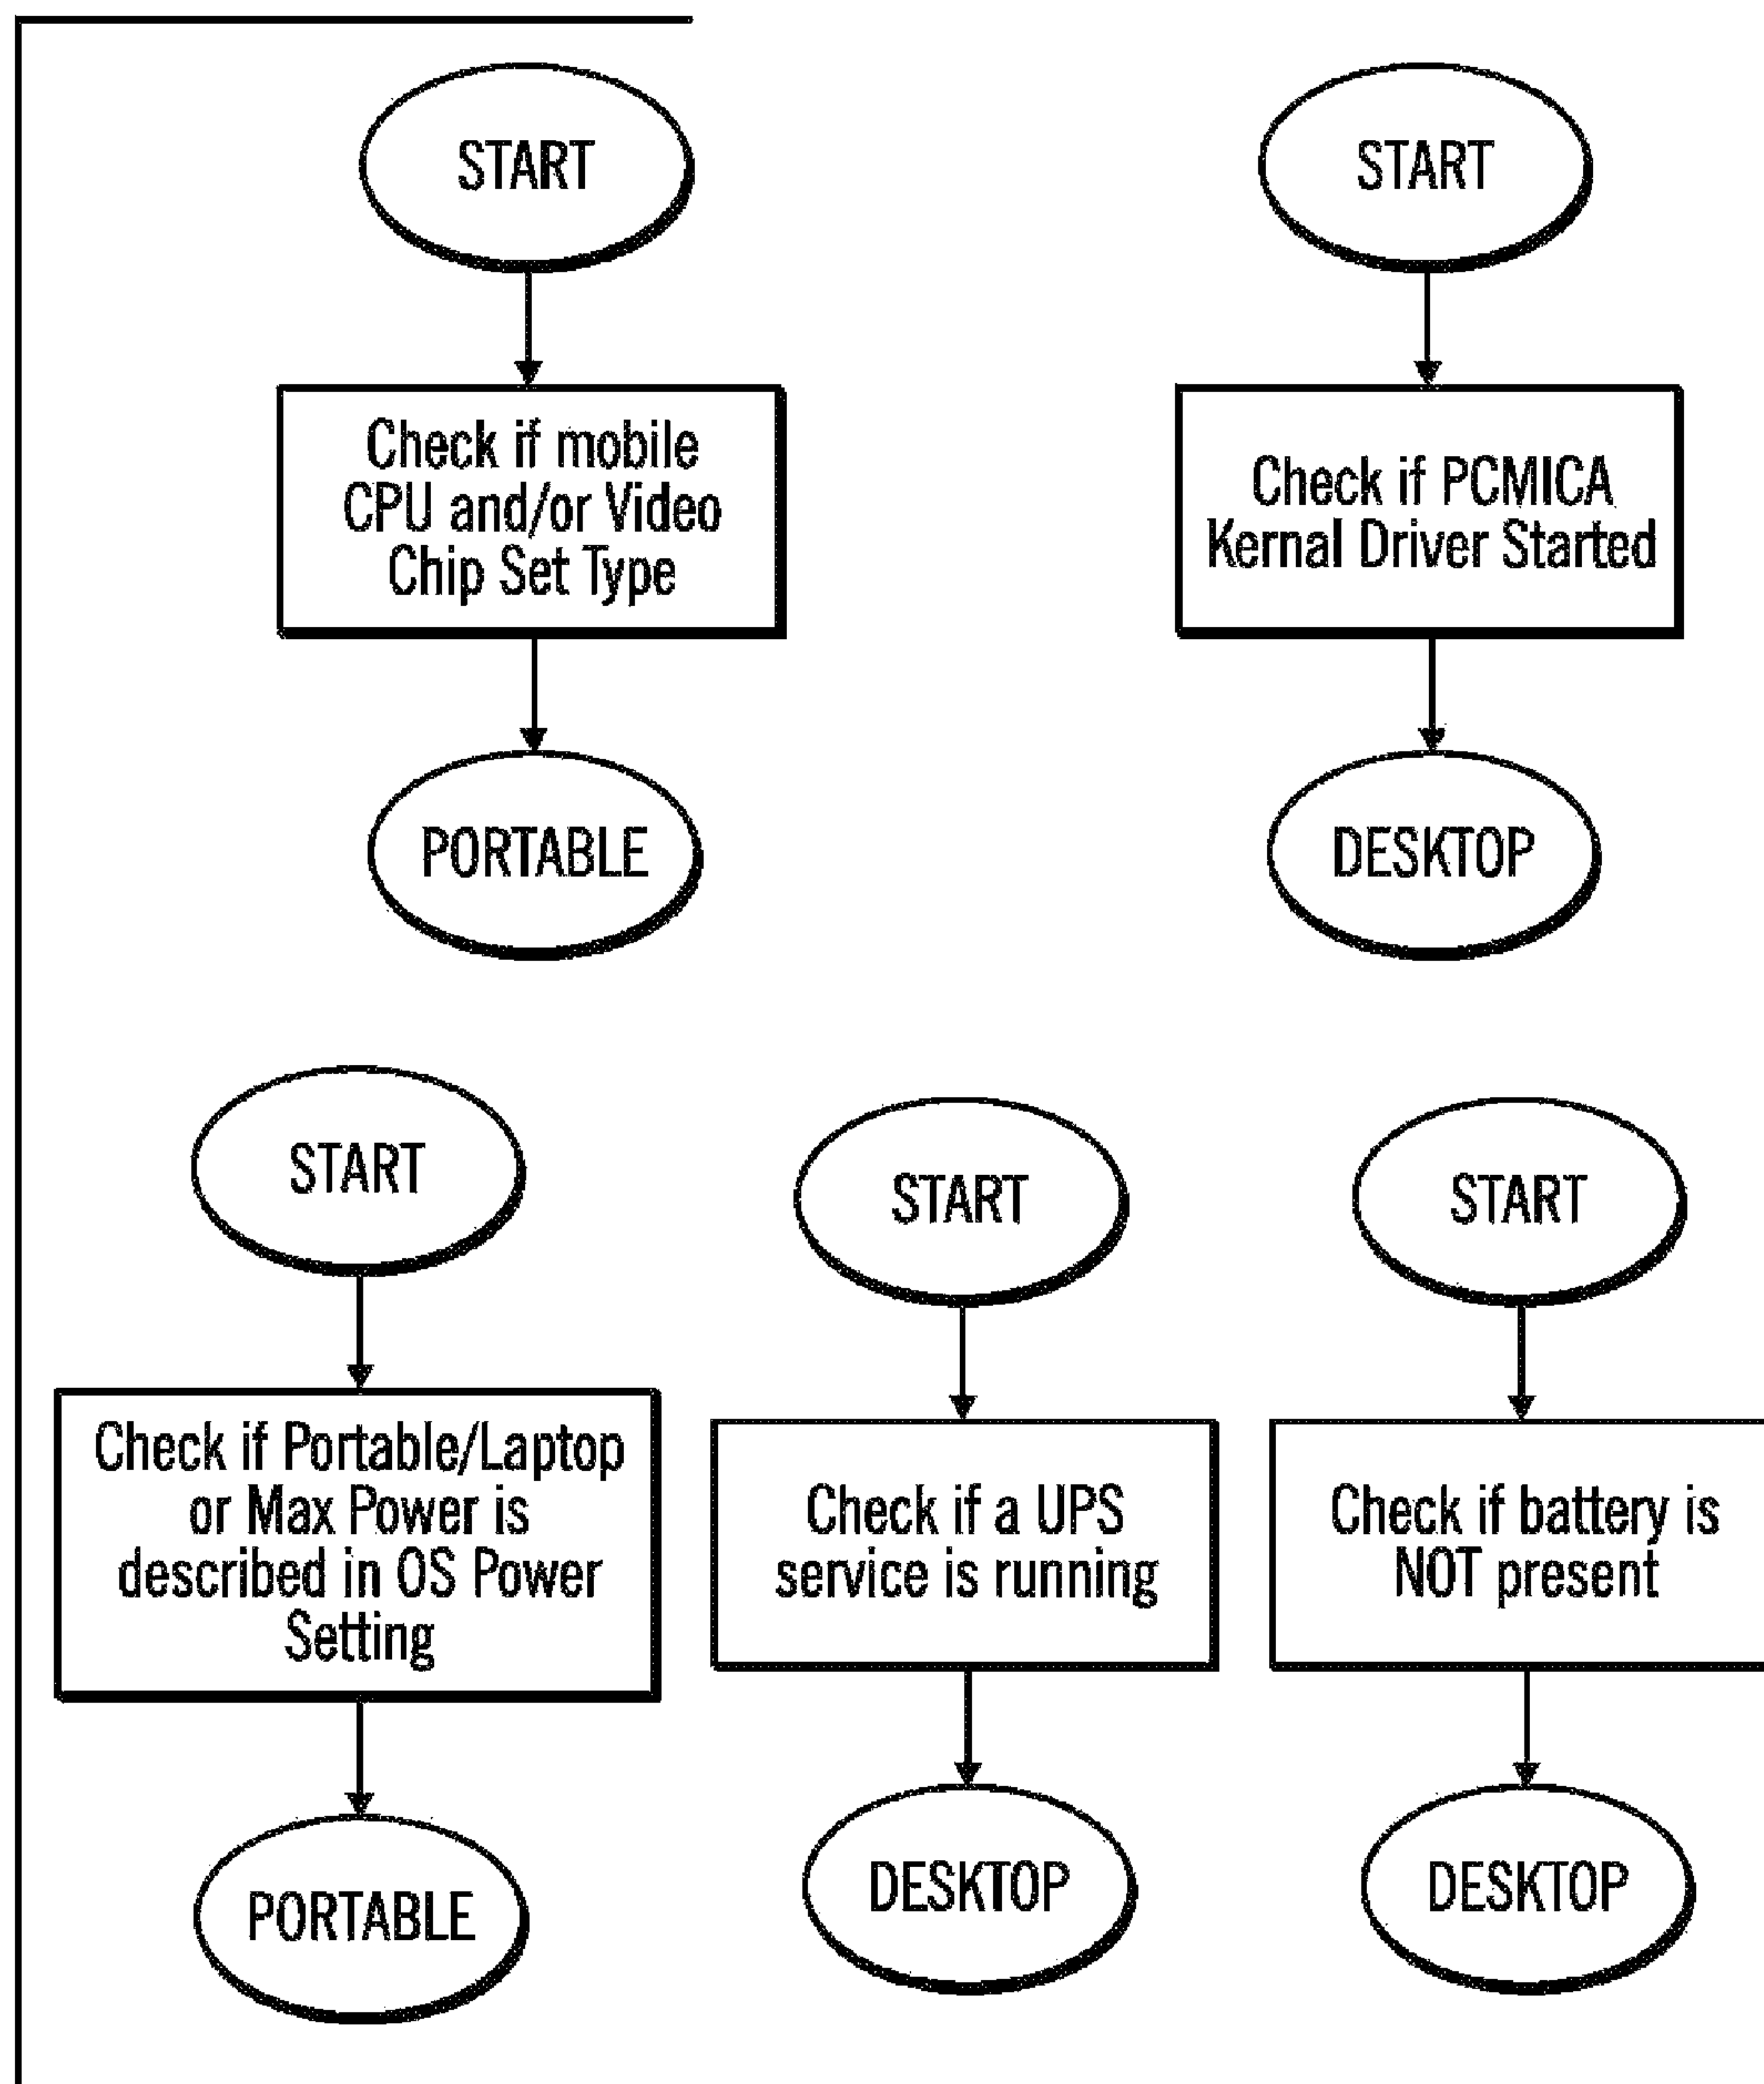 START
START
Check if mobile
CPU and/or Video
Chip Set Type
Check if PCMICA
Kernal Driver Started
PORTABLE
DESKTOP
START
START
START
Check if Portable/Laptop
or Max Power is
described in OS Power
Setting
Check if a UPS
service is running
Check if battery is
NOT present
PORTABLE
DESKTOP
DESKTOP